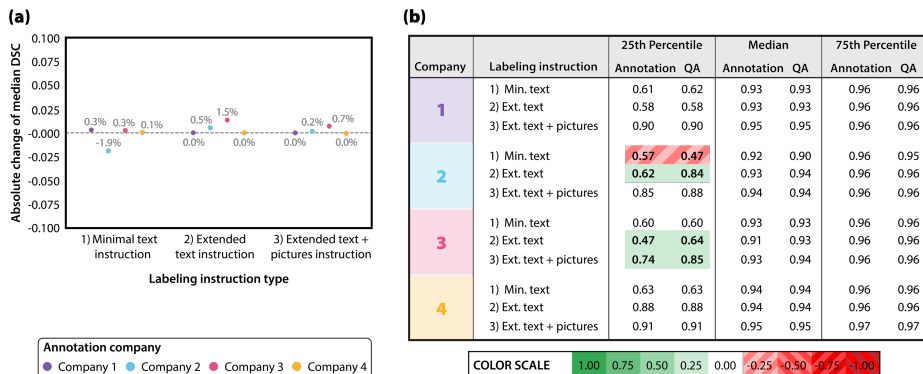 (a)
0.100
0.075
0.050
0.025
-0.000
-0.025
-0.050
-0.075
-0.100
Absolute change of median DSC
0.3% 0.3% 0.1%
-1.9%
0.5% 1.5%
0.0% 0.0%
0.2% 0.7%
0.0% 0.0%
1) Minimal text instruction
2) Extended text instruction
3) Extended text + pictures instruction
Labeling instruction type
Annotation company
Company 1 Company 2 Company 3 Company 4
(b)
25th Percentile Median 75th Percentile
Company Labeling instruction Annotation QA Annotation QA Annotation QA
1
1) Min. text 0.61 0.62 0.93 0.93 0.96 0.96
2) Ext. text 0.58 0.58 0.93 0.93 0.96 0.96
3) Ext. text + pictures 0.90 0.90 0.95 0.95 0.96 0.96
2
1) Min. text 0.57 0.47 0.92 0.90 0.96 0.95
2) Ext. text 0.62 0.84 0.93 0.94 0.96 0.96
3) Ext. text + pictures 0.85 0.88 0.94 0.94 0.96 0.96
3
1) Min. text 0.60 0.60 0.93 0.93 0.96 0.96
2) Ext. text 0.47 0.64 0.91 0.93 0.96 0.96
3) Ext. text + pictures 0.74 0.85 0.93 0.94 0.96 0.96
4
1) Min. text 0.63 0.63 0.94 0.94 0.96 0.96
2) Ext. text 0.88 0.88 0.94 0.94 0.96 0.96
3) Ext. text + pictures 0.91 0.91 0.95 0.95 0.97 0.97
COLOR SCALE 1.00 0.75 0.50 0.25 0.00 -0.25 -0.50 -0.75 -1.00